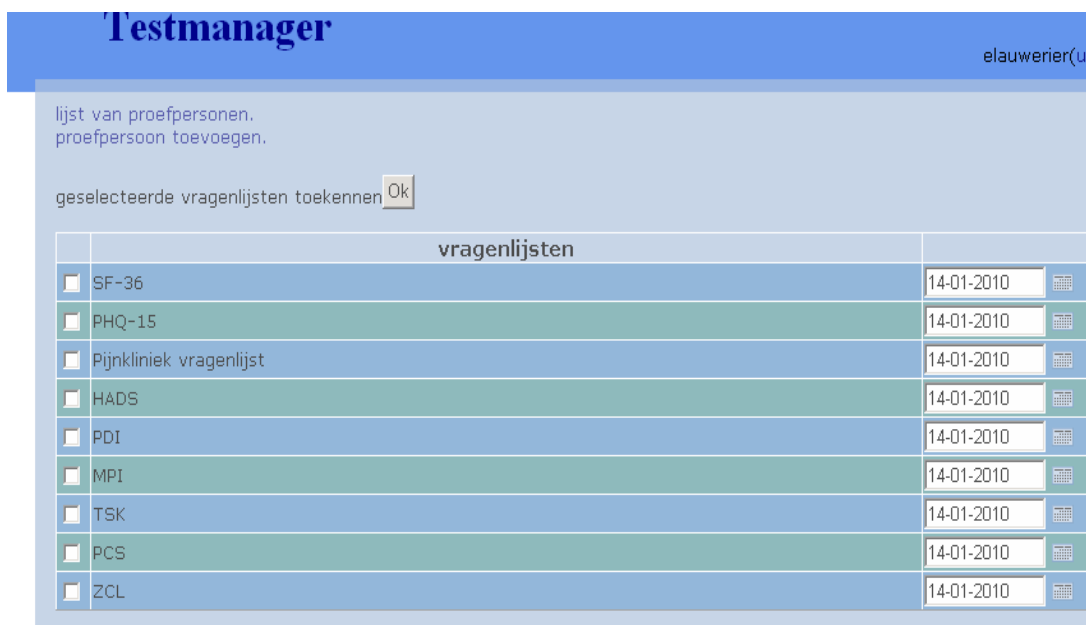 Testmanager
elauwerier(u
lijst van proefpersonen.
proefpersoon toevoegen.
geselecteerde vragenlijsten toekennen Ok
vragenlijsten
SF-36 14-01-2010
PHQ-15 14-01-2010
Pijnkliniek vragenlijst 14-01-2010
HADS 14-01-2010
PDI 14-01-2010
MPI 14-01-2010
TSK 14-01-2010
PCS 14-01-2010
ZCL 14-01-2010